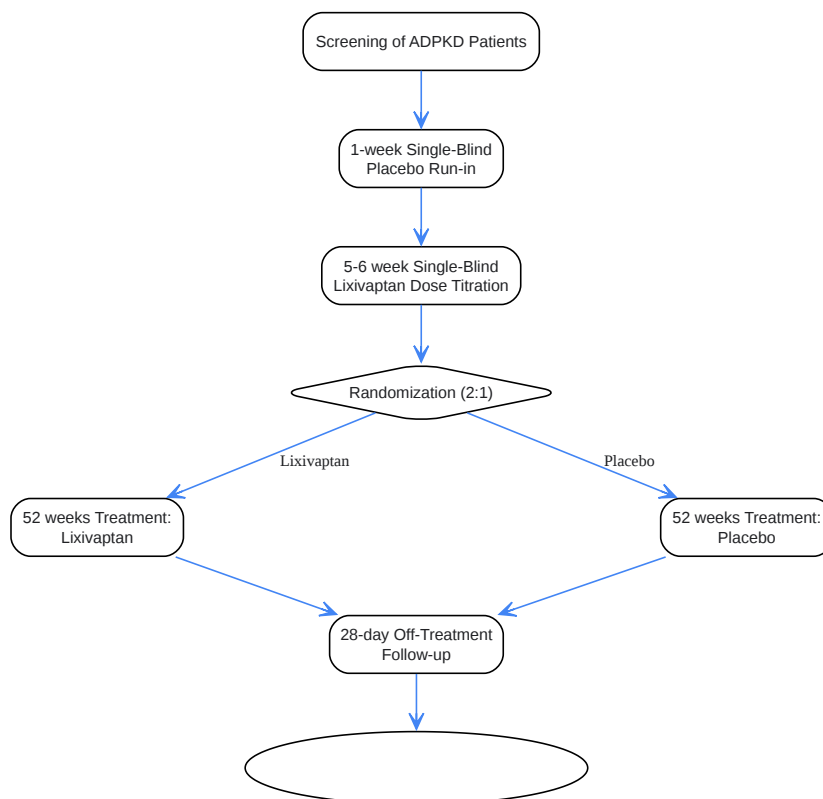 Screening of ADPKD Patients
1-week Single-Blind
Placebo Run-in
5-6 week Single-Blind
Lixivaptan Dose Titration
Randomization (2:1)
Lixivaptan
Placebo
52 weeks Treatment:
Lixivaptan
52 weeks Treatment:
Placebo
28-day Off-Treatment
Follow-up